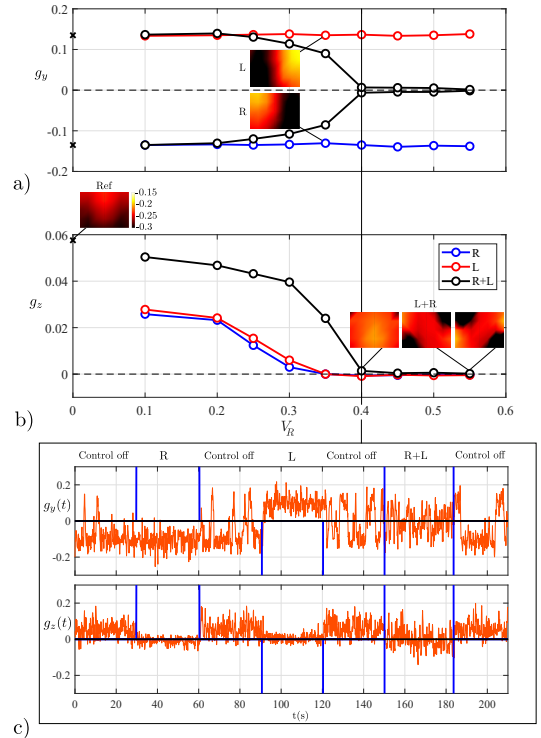 a)
g_y
0.2
0.1
0
-0.1
-0.2
L
R
Ref
-0.15
-0.2
-0.25
-0.3
b)
g_z
0.06
0.04
0.02
0
R
L
R+L
L+R
0 0.1 0.2 0.3 0.4 0.5 0.6
V_R
c)
Control off R Control off L Control off R+L Control off
g_y(t)
0.2
0
-0.2
g_z(t)
0.2
0
-0.2
0 20 40 60 80 100 120 140 160 180 200
t(s)